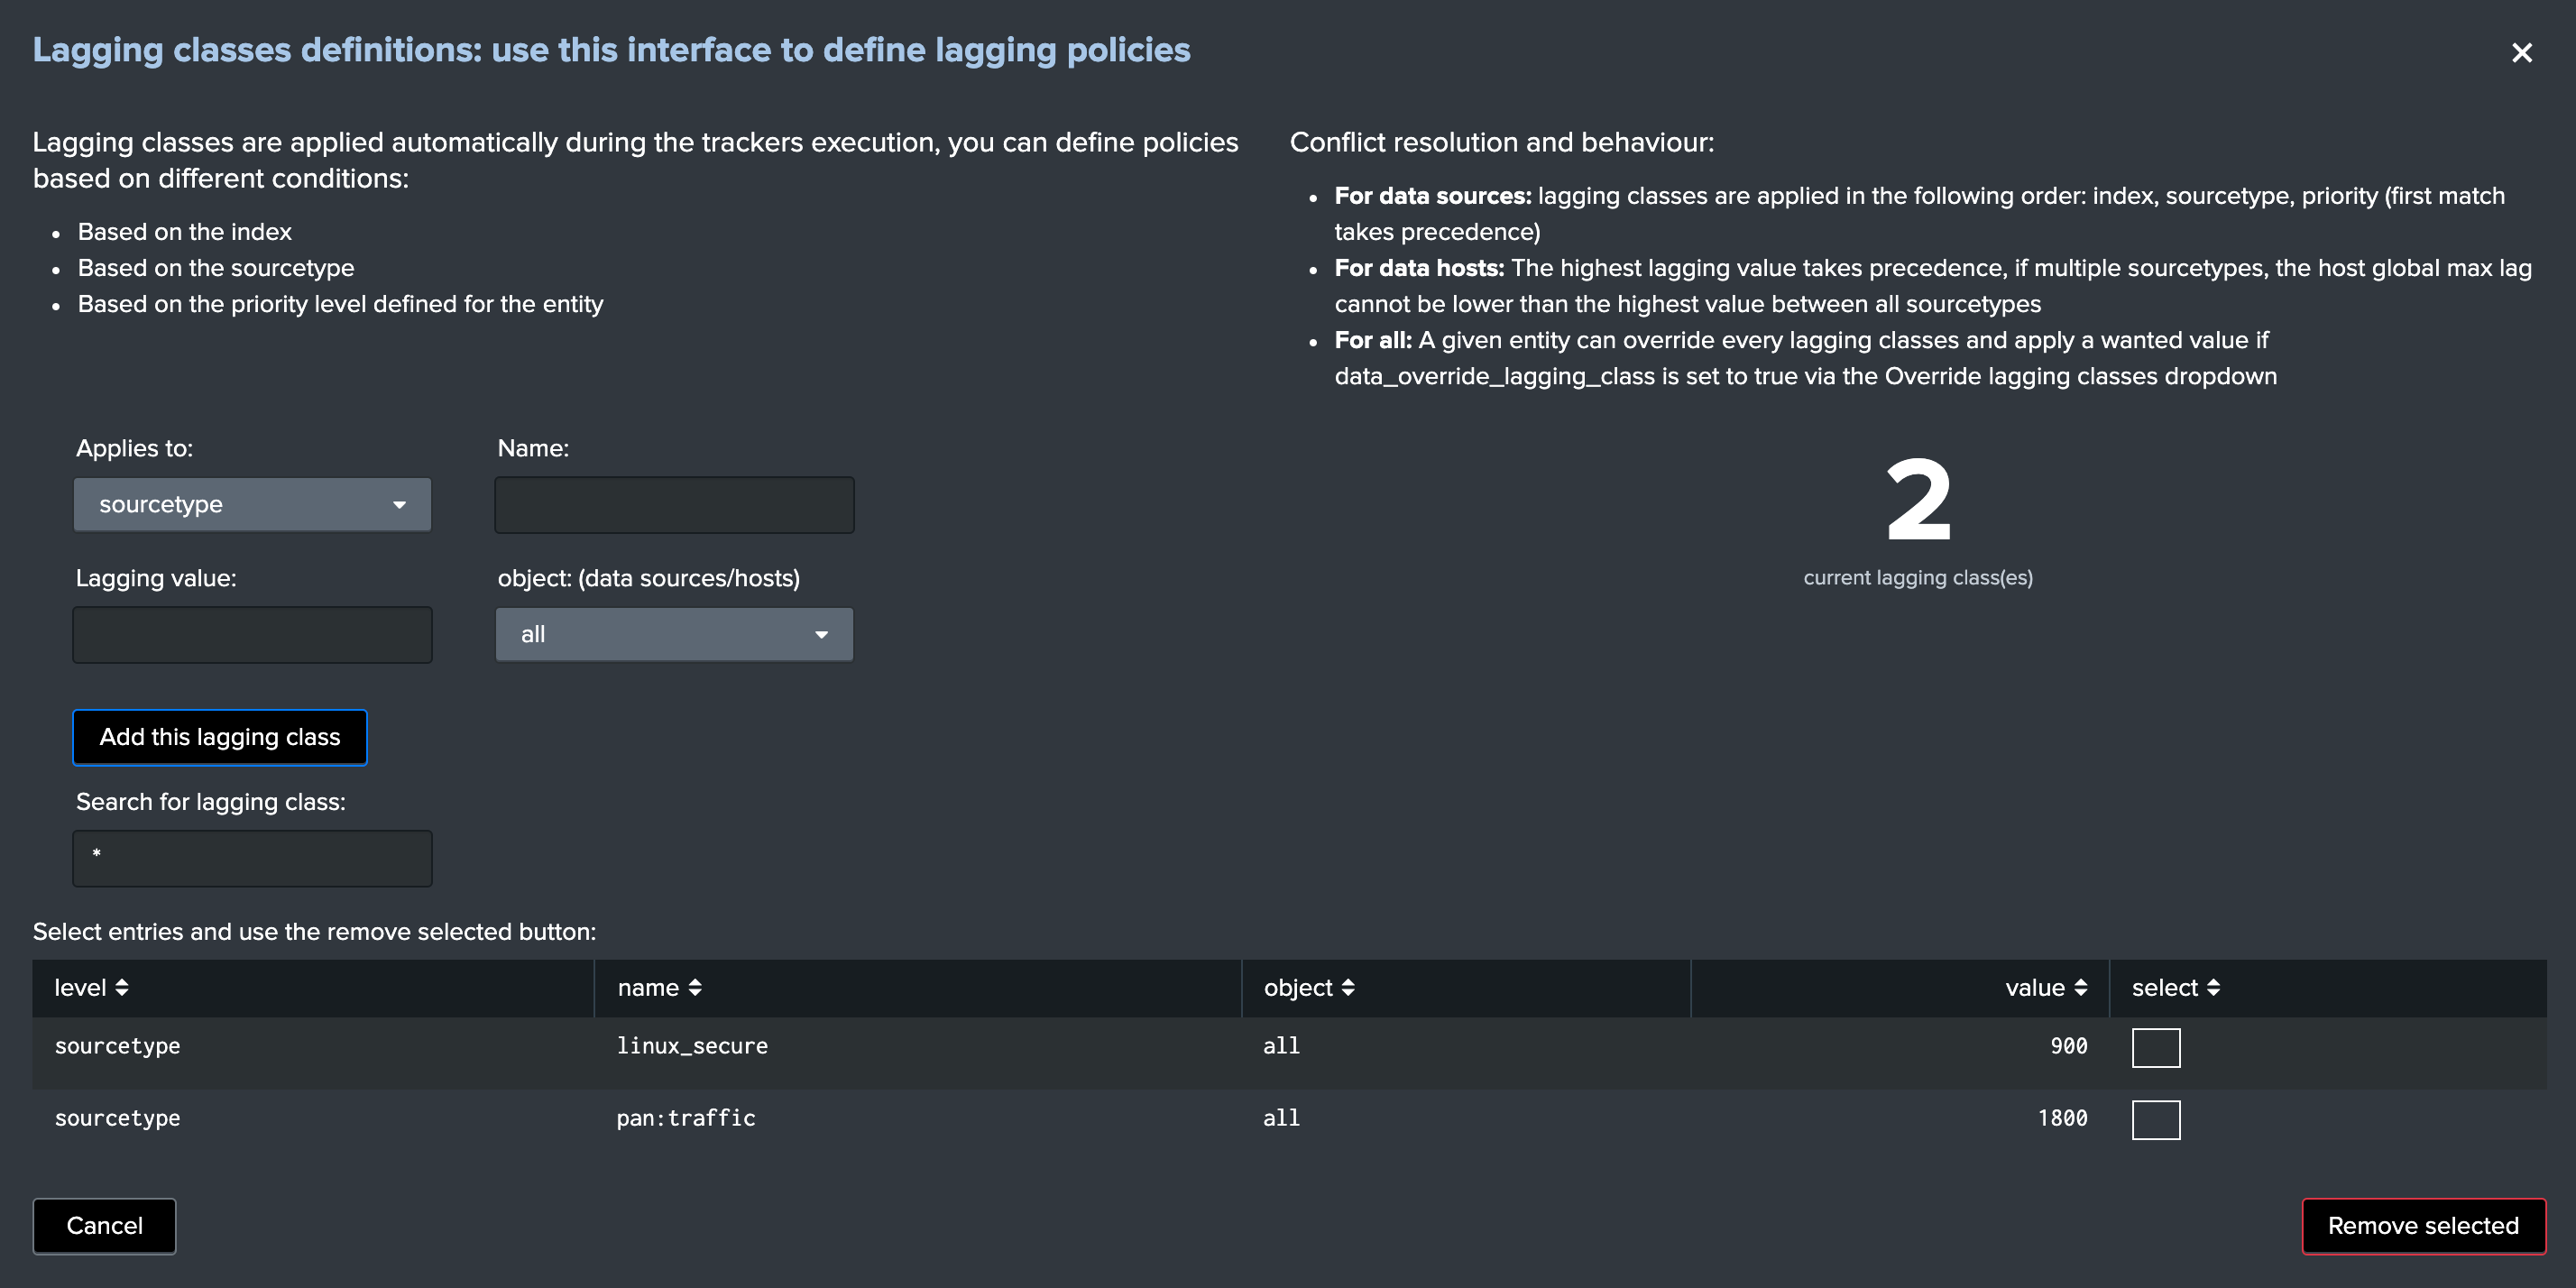 Lagging classes definitions: use this interface to define lagging policies
Lagging classes are applied automatically during the trackers execution, you can define policies
based on different conditions:
Based on the index
Based on the sourcetype
Based on the priority level defined for the entity
Conflict resolution and behaviour:
For data sources: lagging classes are applied in the following order: index, sourcetype, priority (first match
takes precedence)
For data hosts: The highest lagging value takes precedence, if multiple sourcetypes, the host global max lag
cannot be lower than the highest value between all sourcetypes
For all: A given entity can override every lagging classes and apply a wanted value if
data_override_lagging_class is set to true via the Override lagging classes dropdown
Applies to: Name:
sourcetype
Lagging value: object: (data sources/hosts)
all
2
current lagging class(es)
Add this lagging class
Search for lagging class:
*
Select entries and use the remove selected button:
level name object value select
sourcetype linux_secure all 900
sourcetype pan:traffic all 1800
Cancel Remove selected